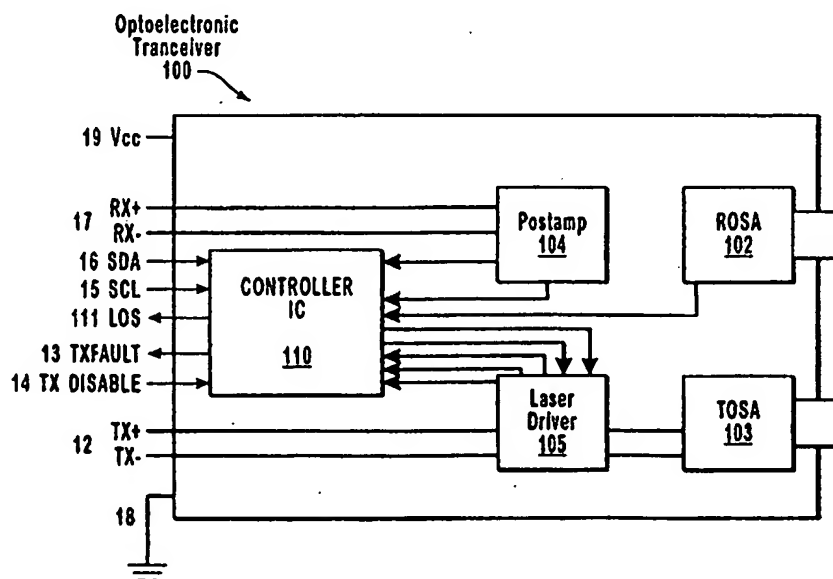 Optoelectronic
Tranceiver
100
19 Vcc
17 RX+
RX-
16 SDA
15 SCL
111 LOS
13 TXFAULT
14 TX DISABLE
12 TX+
TX-
18
CONTROLLER
IC
110
Postamp
104
ROSA
102
Laser
Driver
105
TOSA
103